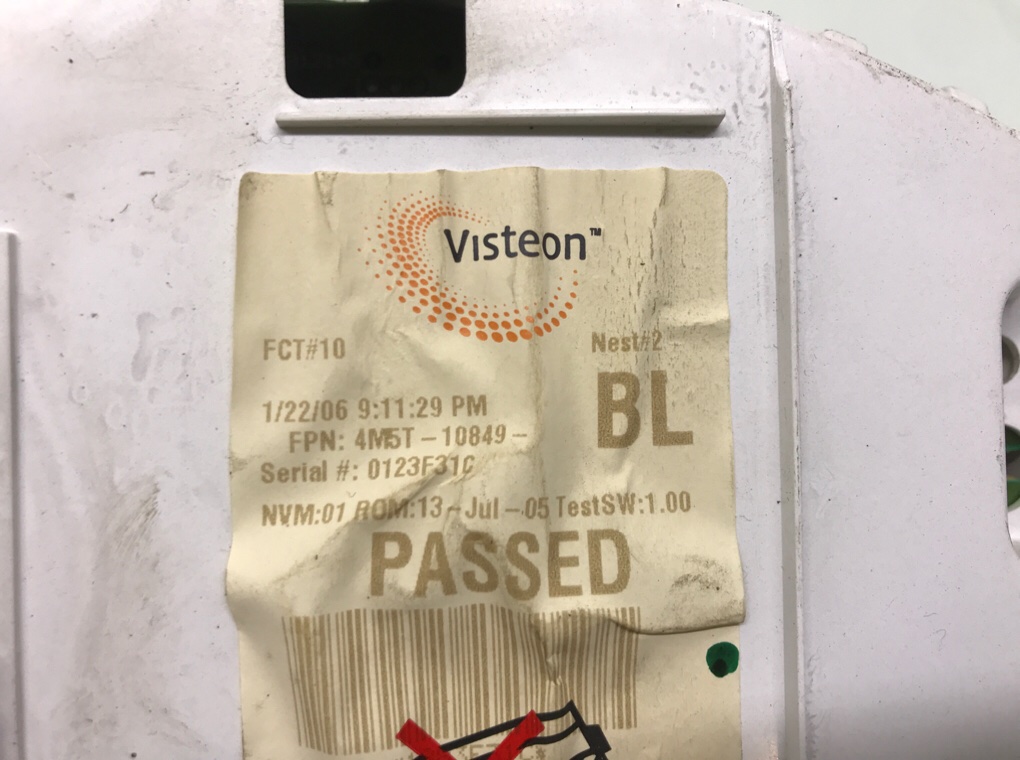 Visteon™
FCT#10 Nest#2
1/22/06 9:11:29 PM BL
FPN: 4M5T-10849-
Serial #: 0123F31C
NVM:01 ROM:13-Jul-05 TestSW:1.00
PASSED